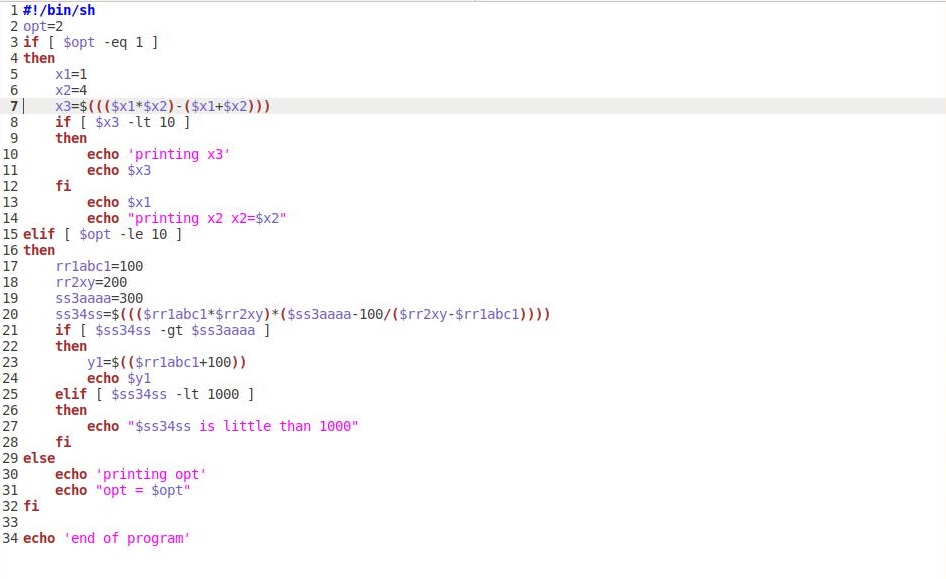 1 #!/bin/sh
2 opt=2
3 if [ $opt -eq 1 ]
4 then
5     x1=1
6     x2=4
7     x3=$((($x1*$x2)-($x1+$x2)))
8     if [ $x3 -lt 10 ]
9     then
10         echo 'printing x3'
11         echo $x3
12     fi
13         echo $x1
14         echo "printing x2 x2=$x2"
15 elif [ $opt -le 10 ]
16 then
17     rr1abc1=100
18     rr2xy=200
19     ss3aaaa=300
20     ss34ss=$((($rr1abc1*$rr2xy)*($ss3aaaa-100/($rr2xy-$rr1abc1))))
21     if [ $ss34ss -gt $ss3aaaa ]
22     then
23         y1=$(($rr1abc1+100))
24         echo $y1
25     elif [ $ss34ss -lt 1000 ]
26     then
27         echo "$ss34ss is little than 1000"
28     fi
29 else
30     echo 'printing opt'
31     echo "opt = $opt"
32 fi
33
34 echo 'end of program'